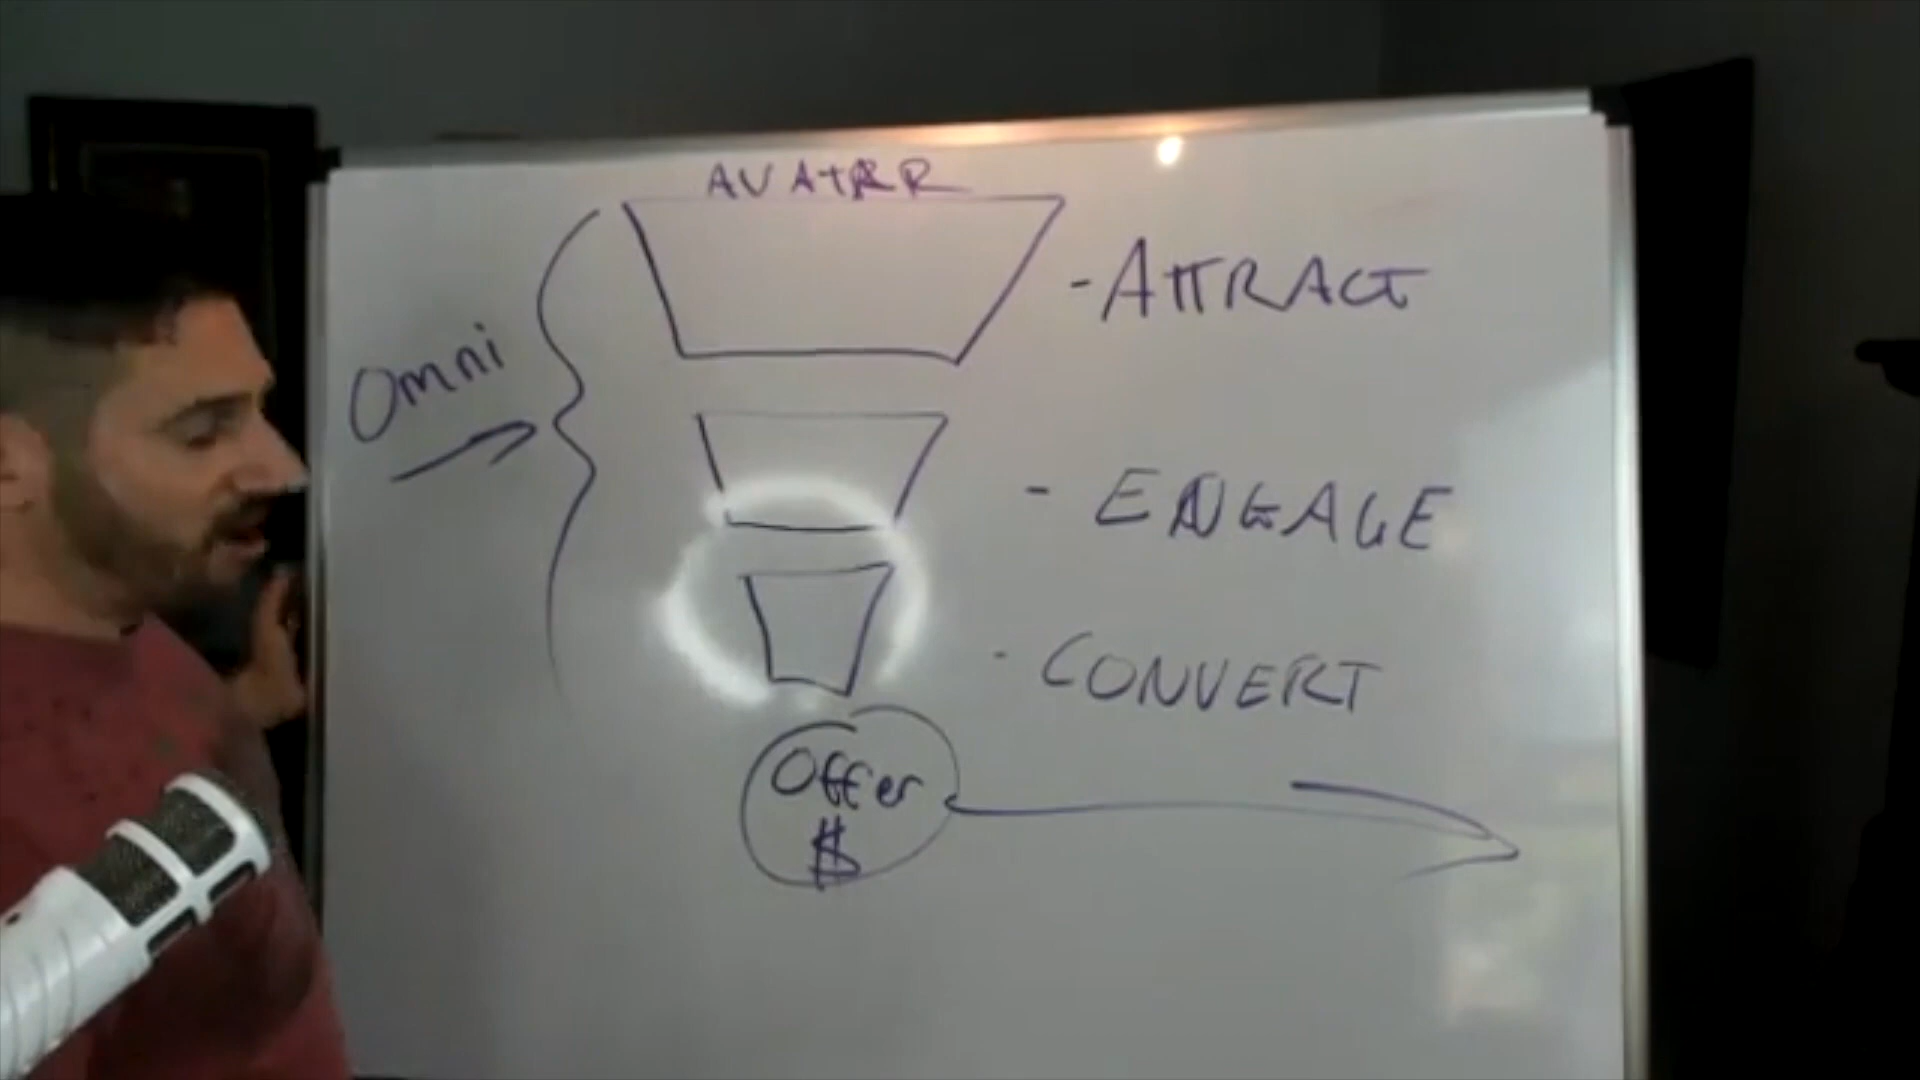 AVATAR
- ATTRACT
Omni
- ENGAGE
- CONVERT
Offer
$